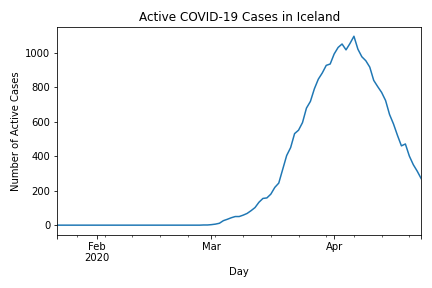 Active COVID-19 Cases in Iceland
Number of Active Cases
1000
800
600
400
200
0
Feb
2020
Mar
Apr
Day